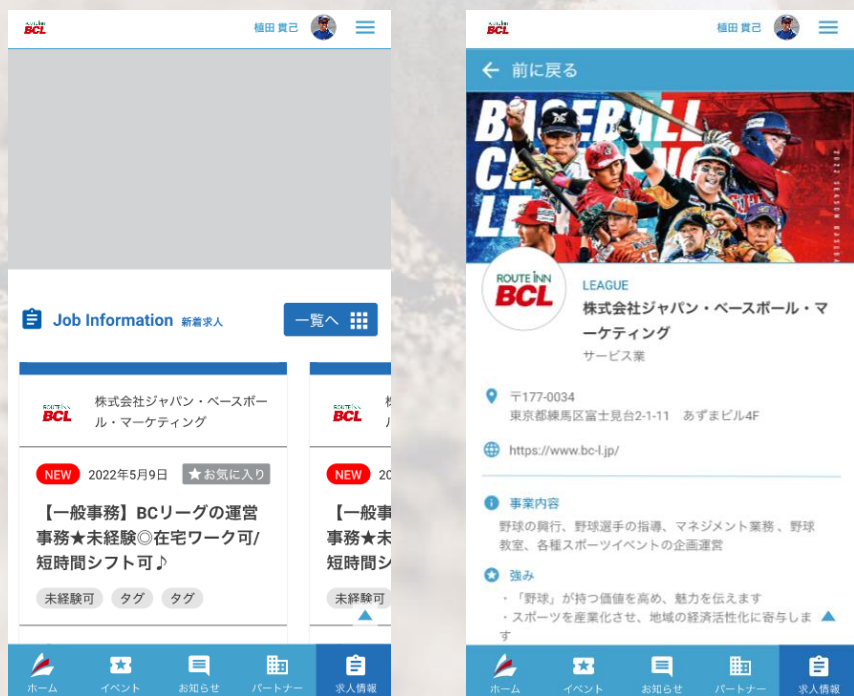 ROUTE INN
BCL
植田 貫己
Job Information 新着求人
一覧へ
BCL
株式会社ジャパン・ベースボー
ル・マーケティング
NEW 2022年5月9日 ★お気に入り
【一般事務】BCリーグの運営
事務★未経験◎在宅ワーク可/
短時間シフト可♪
未経験可 タグ タグ
BCL
NEW 20
【一般事
事務★未
短時間シ
未経験可
ホーム イベント お知らせ パートナー 求人情報
ROUTE INN
BCL
植田 貫己
前に戻る
BASEBALL
CHALLENGE
LE
2022 SEASON
ROUTE INN
BCL
LEAGUE
株式会社ジャパン・ベースボール・マ
ーケティング
サービス業
〒177-0034
東京都練馬区富士見台2-1-11 あずまビル4F
https://www.bc-l.jp/
事業内容
野球の興行、野球選手の指導、マネジメント業務、野球
教室、各種スポーツイベントの企画運営
強み
・「野球」が持つ価値を高め、魅力を伝えます
・スポーツを産業化させ、地域の経済活性化に寄与しま
す
ホーム イベント お知らせ パートナー 求人情報